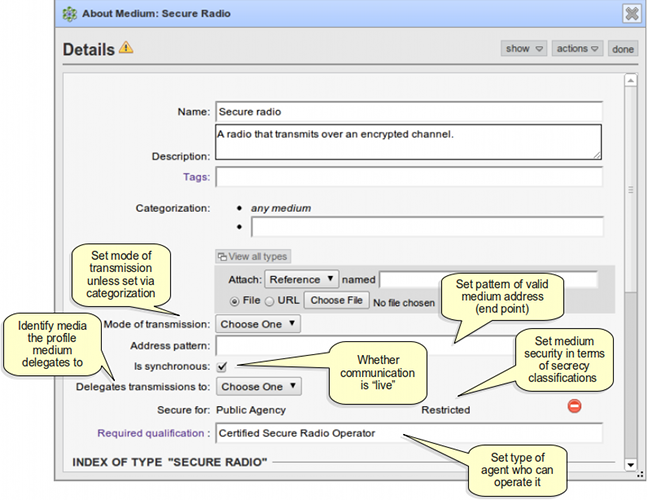 About Medium: Secure Radio
Details
show
actions
done
Name: Secure radio
A radio that transmits over an encrypted channel.
Description:
Tags:
Categorization: • any medium
•
View all types
Attach: Reference named
File URL Choose File No file chosen
Set mode of
transmission
unless set via
categorization
Set pattern of valid
medium address
(end point)
Mode of transmission: Choose One
Identify media
the profile
medium
delegates to
Address pattern:
Is synchronous:
Whether
communication
is "live"
Set medium
security in terms
of secrecy
classifications
Delegates transmissions to: Choose One
Secure for: Public Agency Restricted
Required qualification : Certified Secure Radio Operator
Set type of
agent who can
operate it
INDEX OF TYPE "SECURE RADIO"